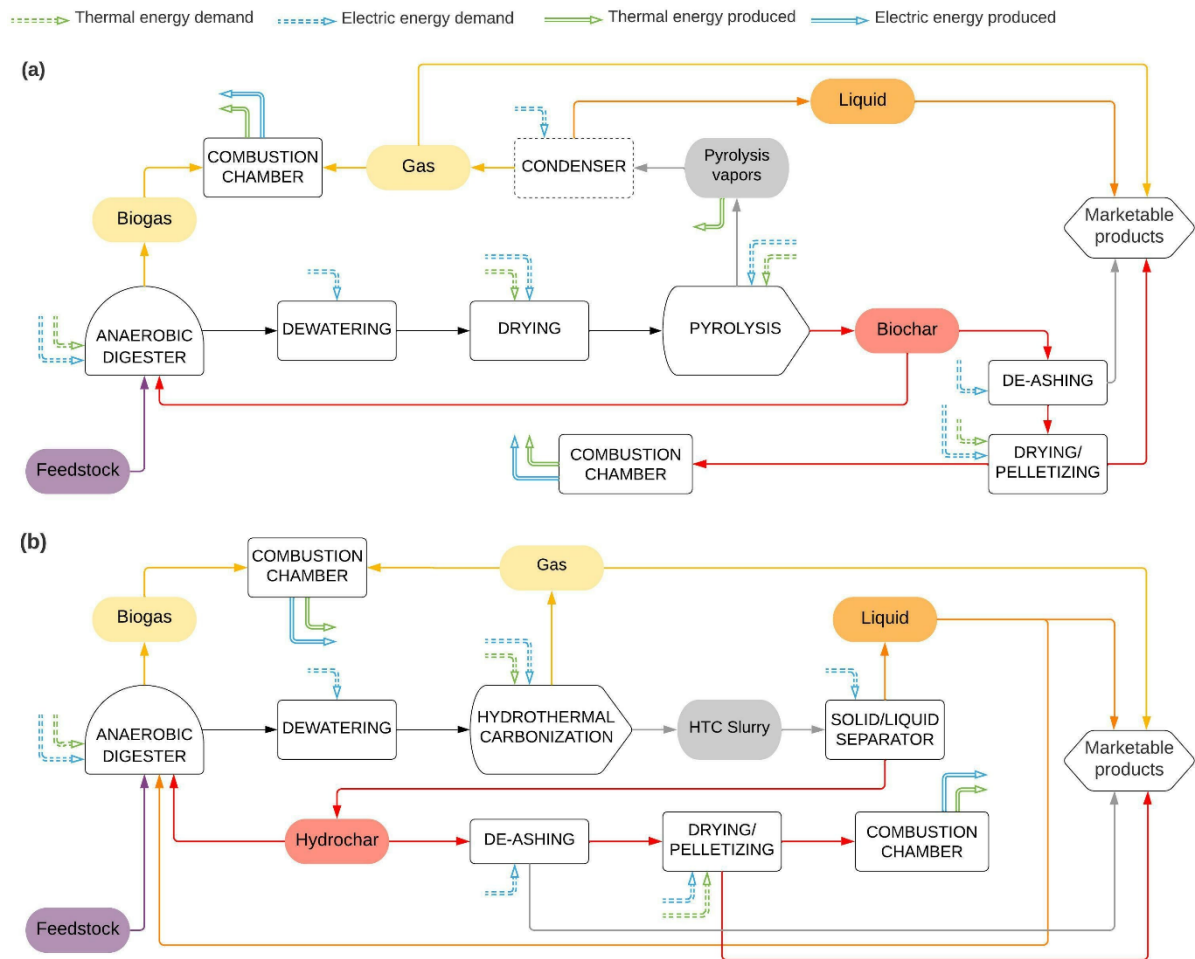 Thermal energy demand
Electric energy demand
Thermal energy produced
Electric energy produced
(a)
Liquid
COMBUSTION
CHAMBER
Gas
CONDENSER
Pyrolysis
vapors
Biogas
Marketable
products
ANAEROBIC
DIGESTER
DEWATERING
DRYING
PYROLYSIS
Biochar
DE-ASHING
Feedstock
COMBUSTION
CHAMBER
DRYING/
PELLETIZING
(b)
COMBUSTION
CHAMBER
Gas
Biogas
Liquid
ANAEROBIC
DIGESTER
DEWATERING
HYDROTHERMAL
CARBONIZATION
HTC Slurry
SOLID/LIQUID
SEPARATOR
Marketable
products
Hydrochar
DE-ASHING
DRYING/
PELLETIZING
COMBUSTION
CHAMBER
Feedstock